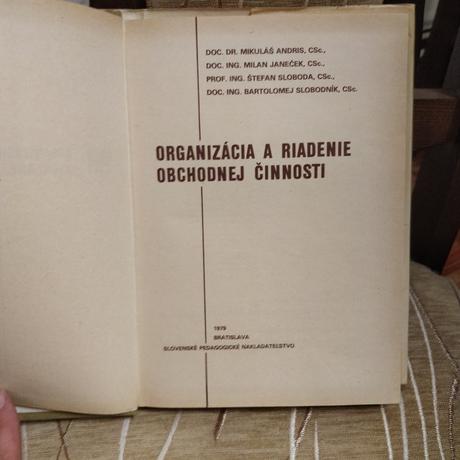 DOC. DR. MIKULÁŠ ANDRIS, CSc.,
DOC. ING. MILAN JANEČEK, CSc.,
PROF. ING. ŠTEFAN SLOBODA, CSc.,
DOC. ING. BARTOLOMEJ SLOBODNÍK, CSc.
ORGANIZÁCIA A RIADENIE
OBCHODNEJ ČINNOSTI
1979
BRATISLAVA
SLOVENSKÉ PEDAGOGICKÉ NAKLADATEĽSTVO